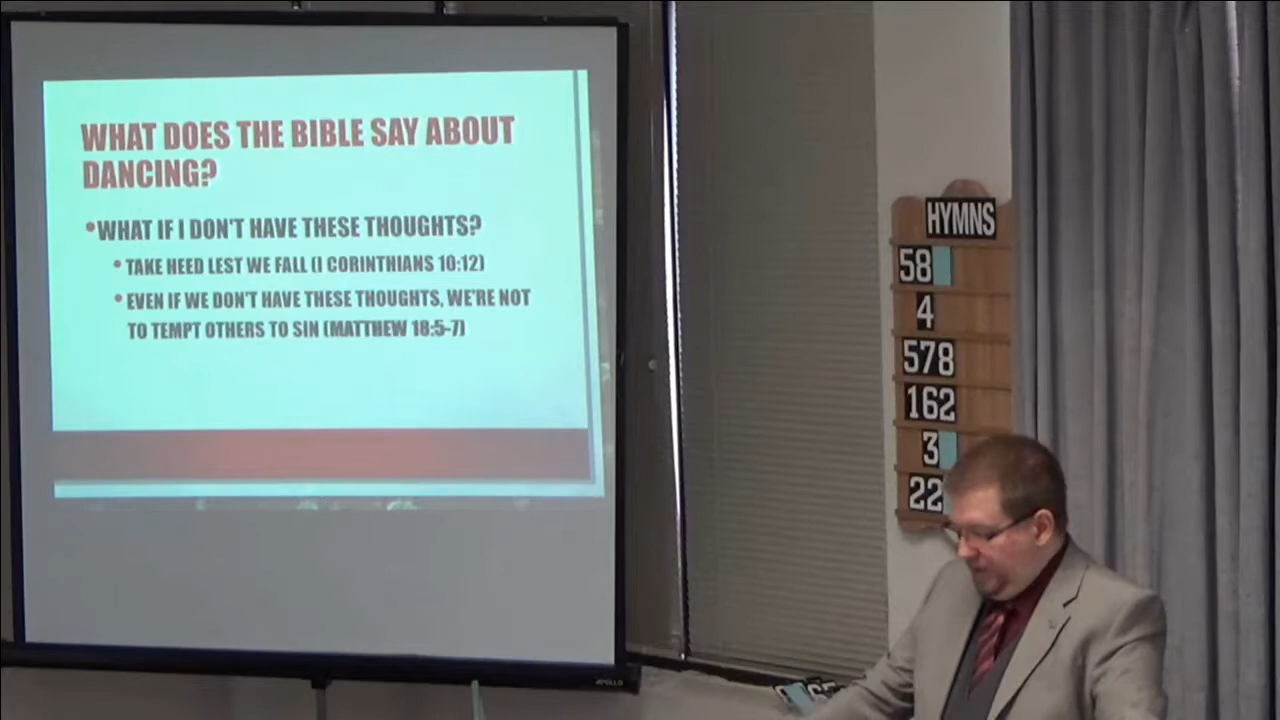 WHAT DOES THE BIBLE SAY ABOUT
DANCING?
•WHAT IF I DON'T HAVE THESE THOUGHTS?
•TAKE HEED LEST WE FALL (I CORINTHIANS 10:12)
•EVEN IF WE DON'T HAVE THESE THOUGHTS, WE'RE NOT
TO TEMPT OTHERS TO SIN (MATTHEW 18:5-7)
HYMNS
58
4
578
162
3
22
APOLLO